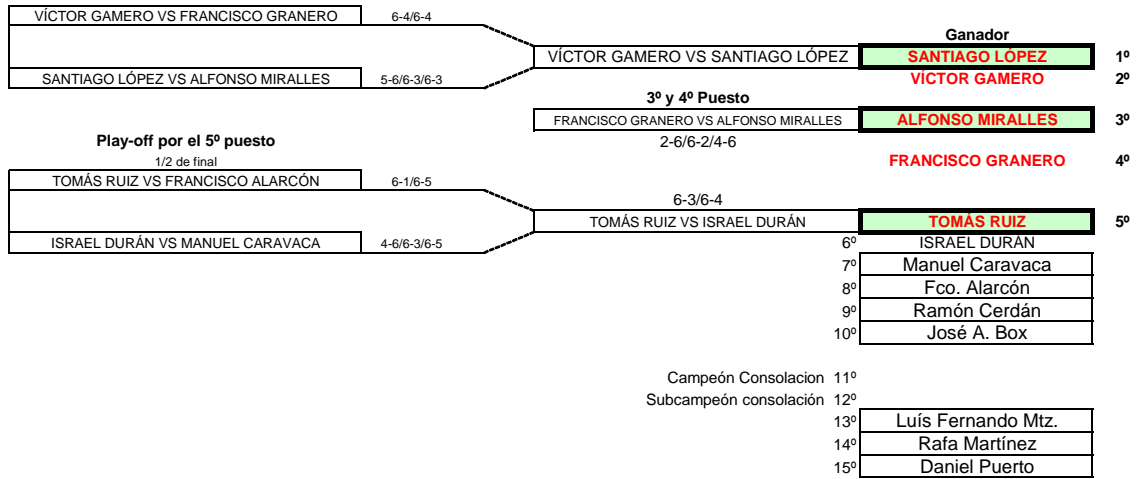 VÍCTOR GAMERO VS FRANCISCO GRANERO 6-4/6-4
Ganador
VÍCTOR GAMERO VS SANTIAGO LÓPEZ SANTIAGO LÓPEZ 1º
SANTIAGO LÓPEZ VS ALFONSO MIRALLES 5-6/6-3/6-3 VÍCTOR GAMERO 2º
3º y 4º Puesto
FRANCISCO GRANERO VS ALFONSO MIRALLES ALFONSO MIRALLES 3º
Play-off por el 5º puesto 2-6/6-2/4-6
1/2 de final FRANCISCO GRANERO 4º
TOMÁS RUIZ VS FRANCISCO ALARCÓN 6-1/6-5
6-3/6-4
TOMÁS RUIZ VS ISRAEL DURÁN TOMÁS RUIZ 5º
ISRAEL DURÁN VS MANUEL CARAVACA 4-6/6-3/6-5 6º ISRAEL DURÁN
7º Manuel Caravaca
8º Fco. Alarcón
9º Ramón Cerdán
10º José A. Box
Campeón Consolacion 11º
Subcampeón consolación 12º
13º Luís Fernando Mtz.
14º Rafa Martínez
15º Daniel Puerto